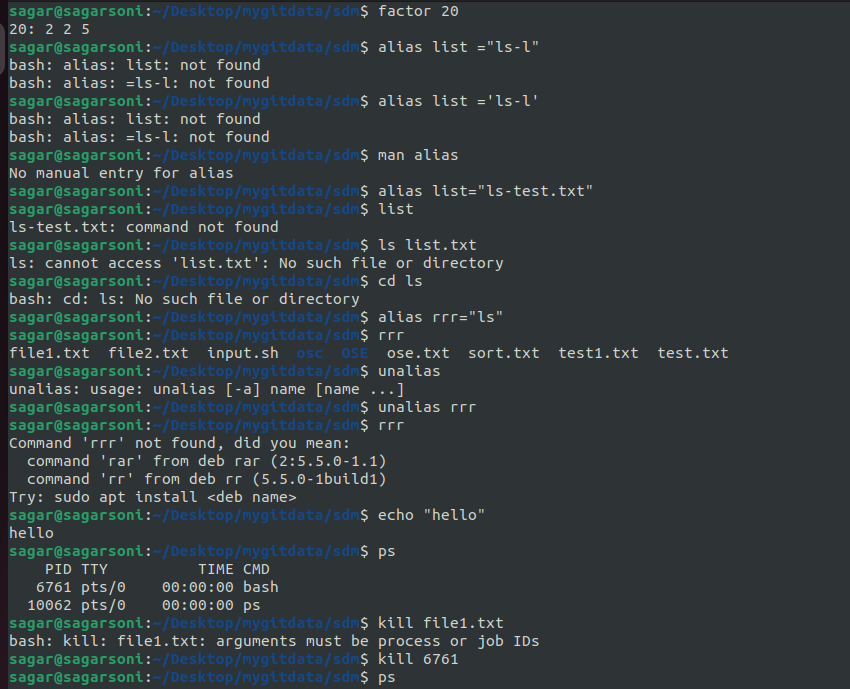 sagar@sagarsoni:~/Desktop/mygitdata/sdm$ factor 20
20: 2 2 5
sagar@sagarsoni:~/Desktop/mygitdata/sdm$ alias list ="ls-l"
bash: alias: list: not found
bash: alias: =ls-l: not found
sagar@sagarsoni:~/Desktop/mygitdata/sdm$ alias list ='ls-l'
bash: alias: list: not found
bash: alias: =ls-l: not found
sagar@sagarsoni:~/Desktop/mygitdata/sdm$ man alias
No manual entry for alias
sagar@sagarsoni:~/Desktop/mygitdata/sdm$ alias list="ls-test.txt"
sagar@sagarsoni:~/Desktop/mygitdata/sdm$ list
ls-test.txt: command not found
sagar@sagarsoni:~/Desktop/mygitdata/sdm$ ls list.txt
ls: cannot access 'list.txt': No such file or directory
sagar@sagarsoni:~/Desktop/mygitdata/sdm$ cd ls
bash: cd: ls: No such file or directory
sagar@sagarsoni:~/Desktop/mygitdata/sdm$ alias rrr="ls"
sagar@sagarsoni:~/Desktop/mygitdata/sdm$ rrr
file1.txt  file2.txt  input.sh  osc  OSE  ose.txt  sort.txt  test1.txt  test.txt
sagar@sagarsoni:~/Desktop/mygitdata/sdm$ unalias
unalias: usage: unalias [-a] name [name ...]
sagar@sagarsoni:~/Desktop/mygitdata/sdm$ unalias rrr
sagar@sagarsoni:~/Desktop/mygitdata/sdm$ rrr
Command 'rrr' not found, did you mean:
  command 'rar' from deb rar (2:5.5.0-1.1)
  command 'rr' from deb rr (5.5.0-1build1)
Try: sudo apt install <deb name>
sagar@sagarsoni:~/Desktop/mygitdata/sdm$ echo "hello"
hello
sagar@sagarsoni:~/Desktop/mygitdata/sdm$ ps
    PID TTY          TIME CMD
   6761 pts/0    00:00:00 bash
  10062 pts/0    00:00:00 ps
sagar@sagarsoni:~/Desktop/mygitdata/sdm$ kill file1.txt
bash: kill: file1.txt: arguments must be process or job IDs
sagar@sagarsoni:~/Desktop/mygitdata/sdm$ kill 6761
sagar@sagarsoni:~/Desktop/mygitdata/sdm$ ps